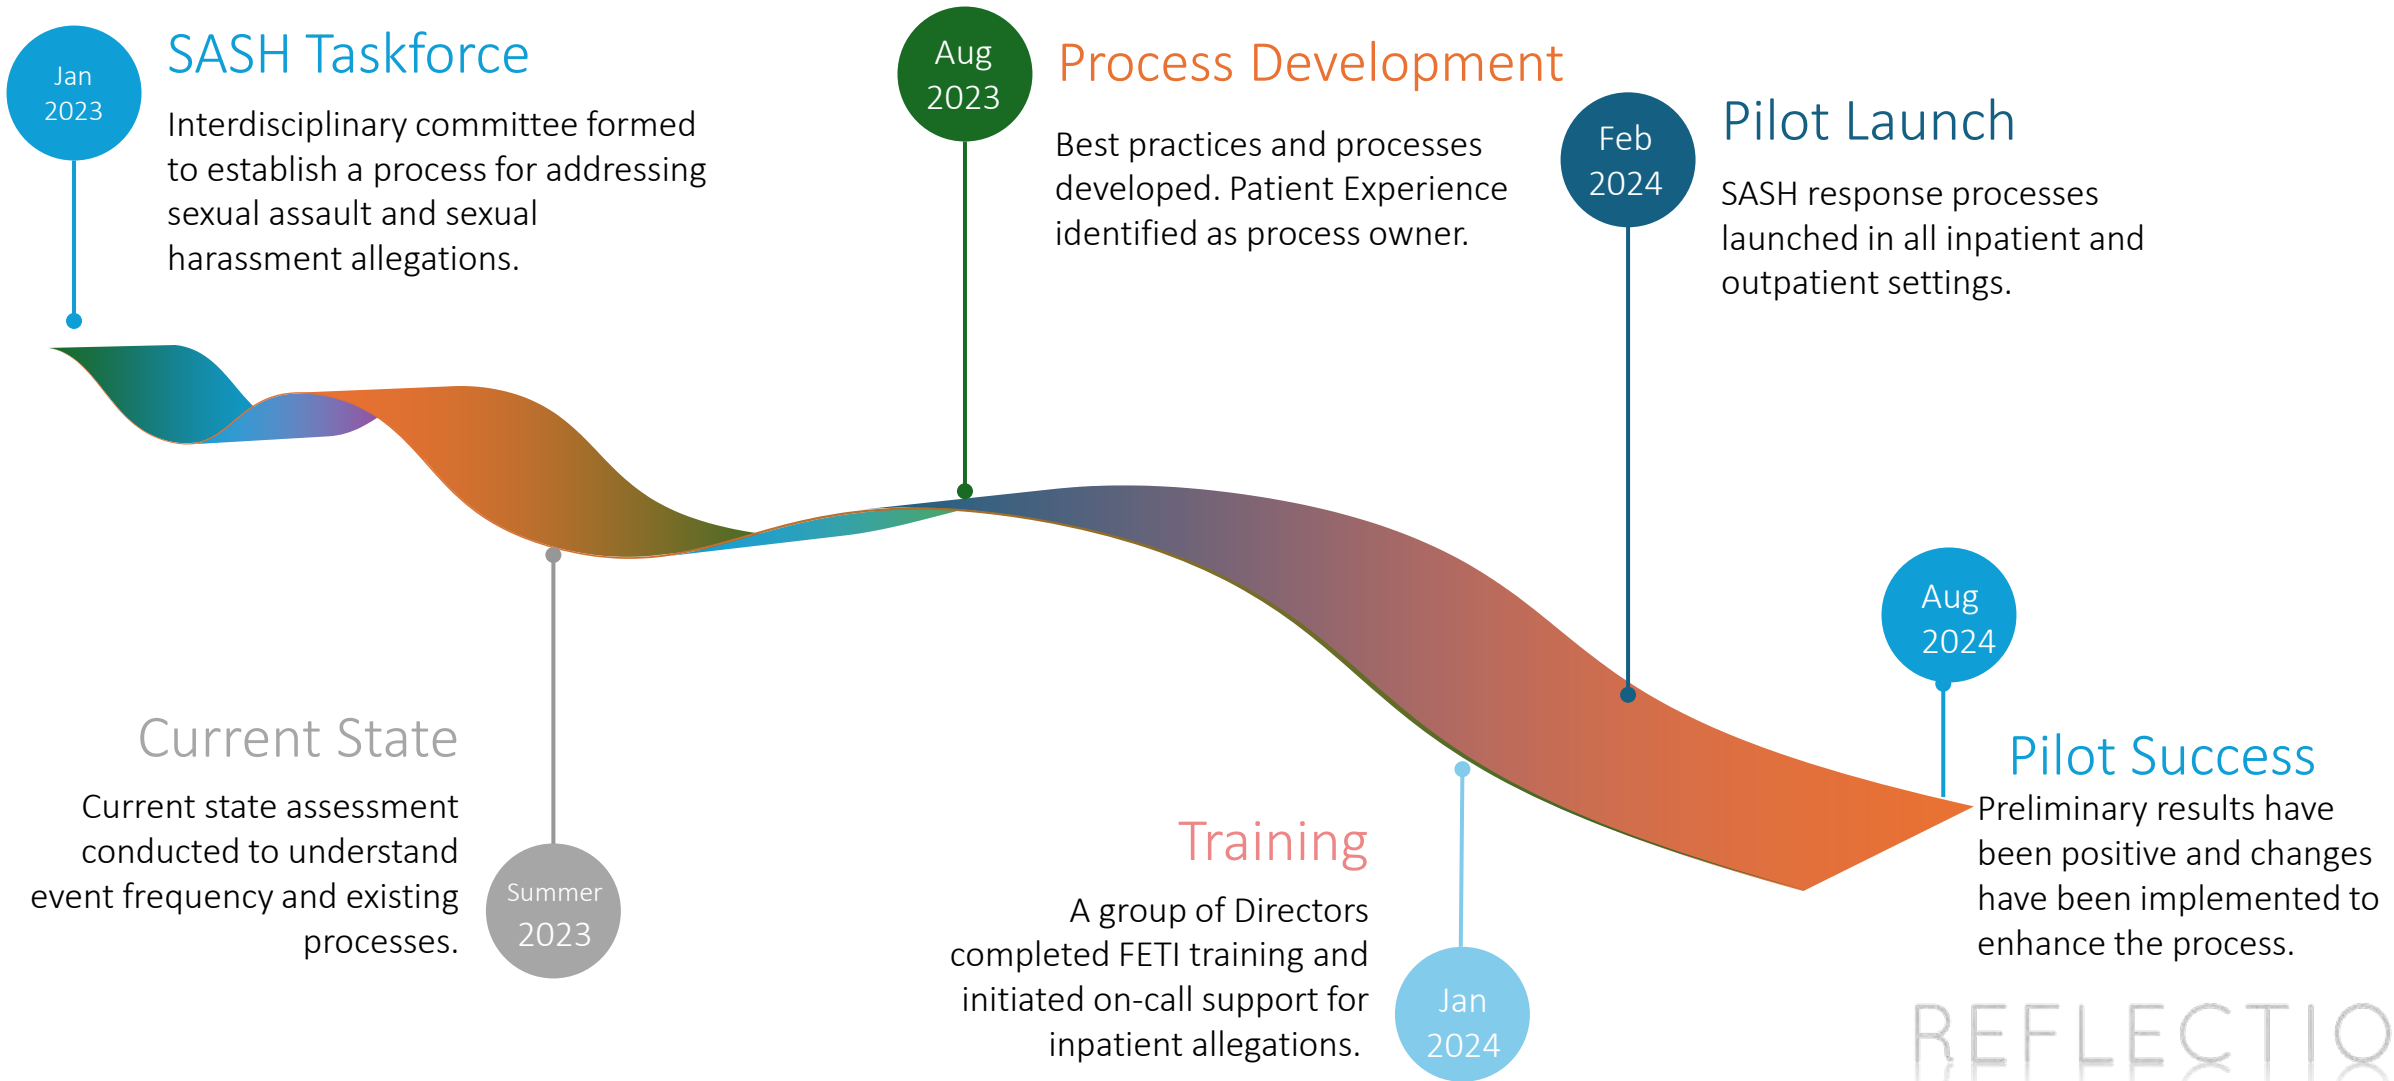 Jan
2023
SASH Taskforce
Interdisciplinary committee formed
to establish a process for addressing
sexual assault and sexual
harassment allegations.
Current State
Current state assessment
conducted to understand
event frequency and existing
processes.
Summer
2023
Aug
2023
Process Development
Best practices and processes
developed. Patient Experience
identified as process owner.
Training
A group of Directors
completed FETI training and
initiated on-call support for
inpatient allegations.
Jan
2024
Feb
2024
Pilot Launch
SASH response processes
launched in all inpatient and
outpatient settings.
Aug
2024
Pilot Success
Preliminary results have
been positive and changes
have been implemented to
enhance the process.
REFLECTIO